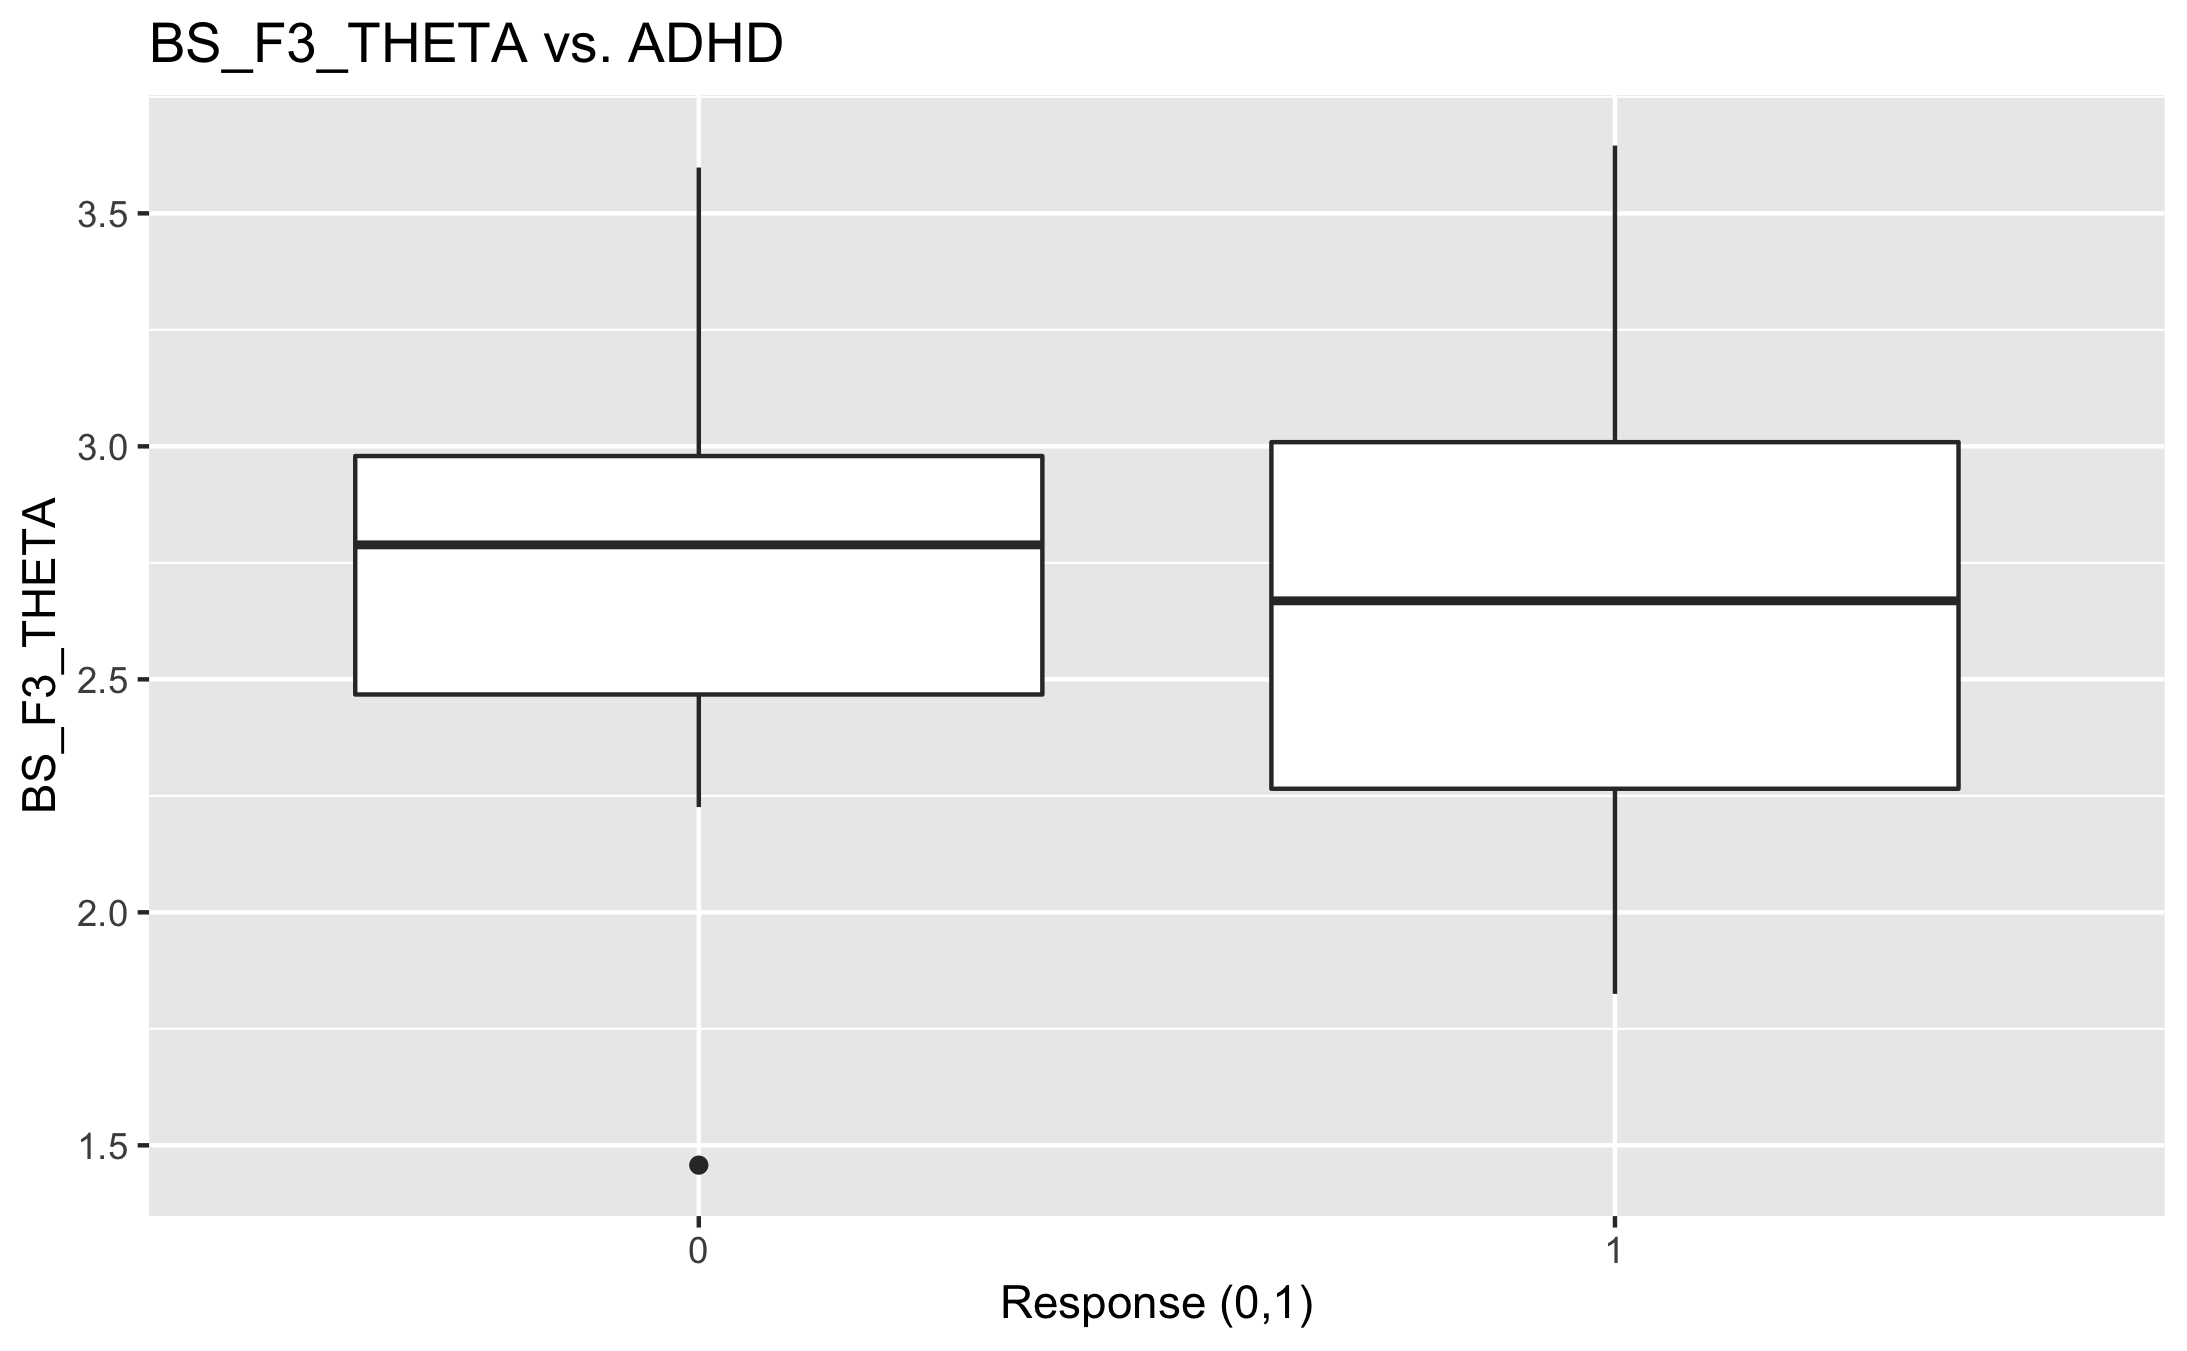 BS_F3_THETA vs. ADHD
BS_F3_THETA
3.5
3.0
2.5
2.0
1.5
0
1
Response (0,1)